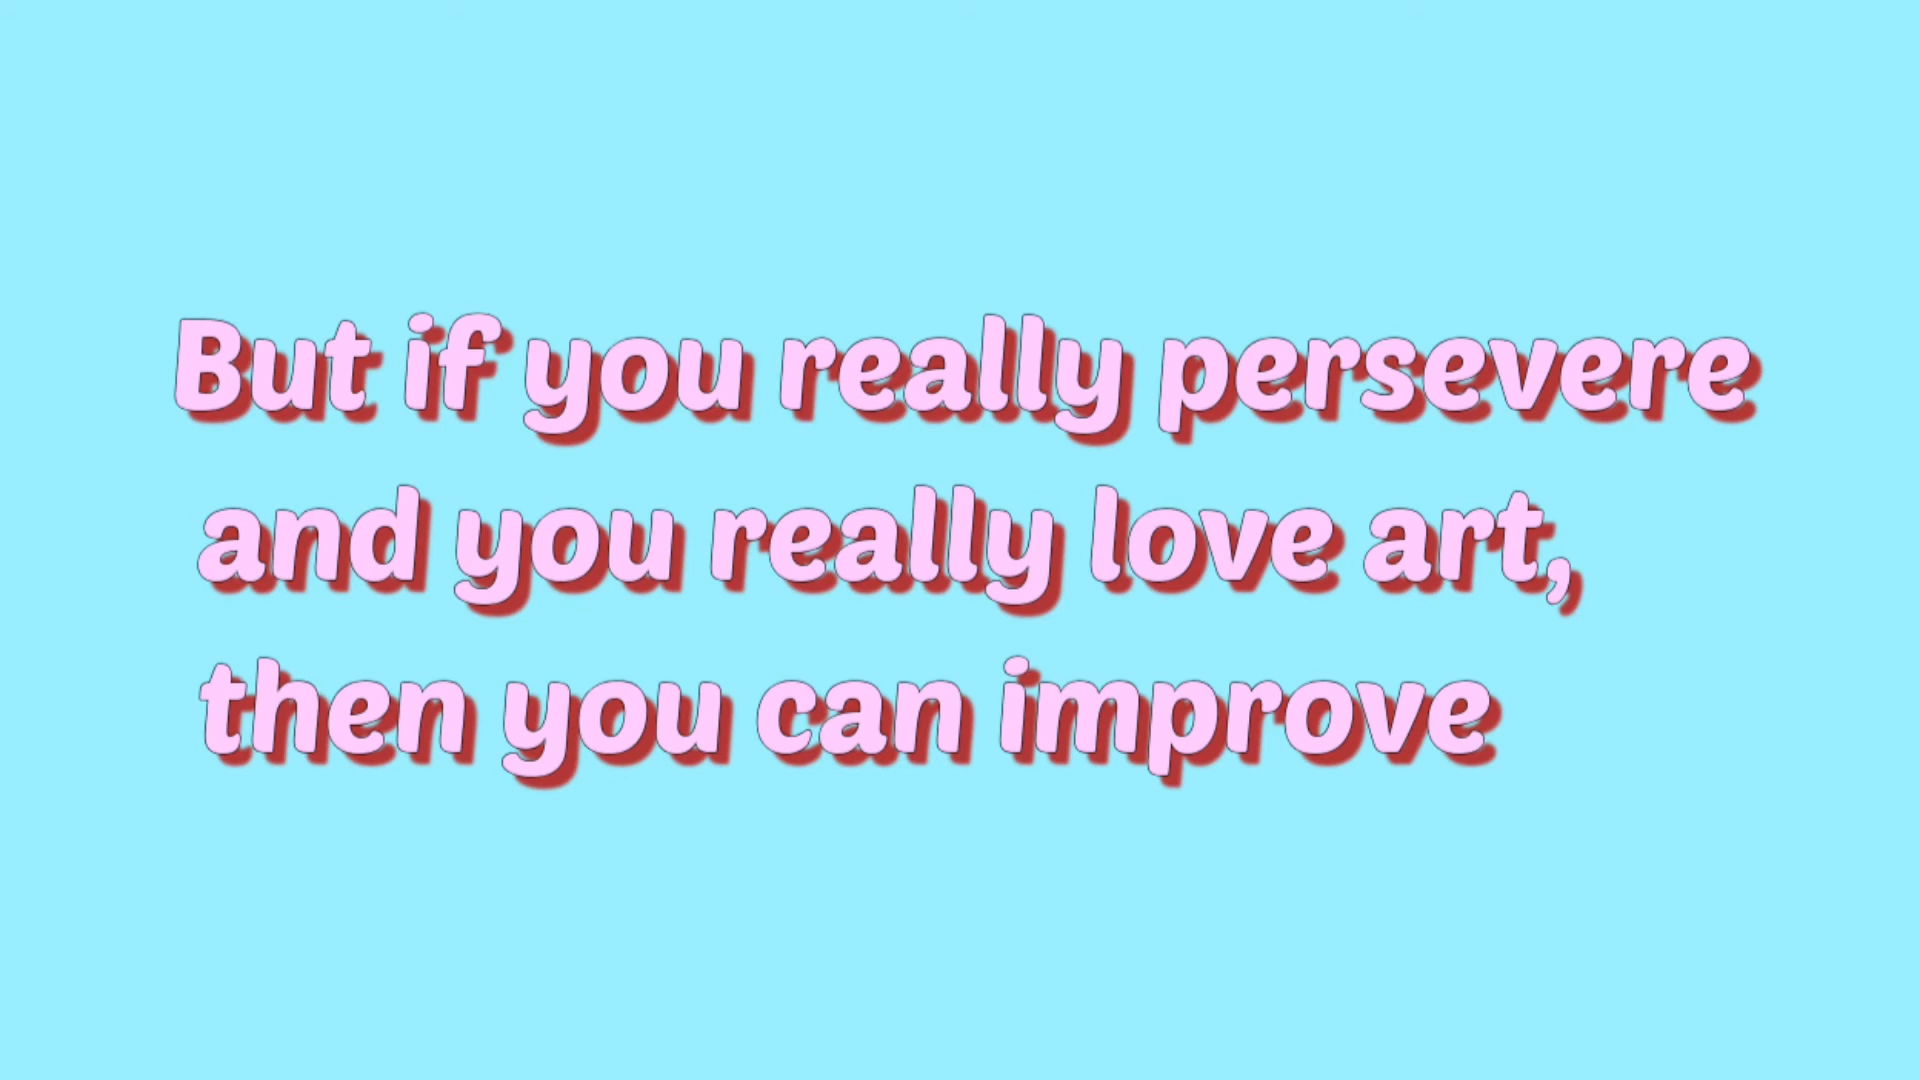 But if you really persevere
and you really love art,
then you can improve